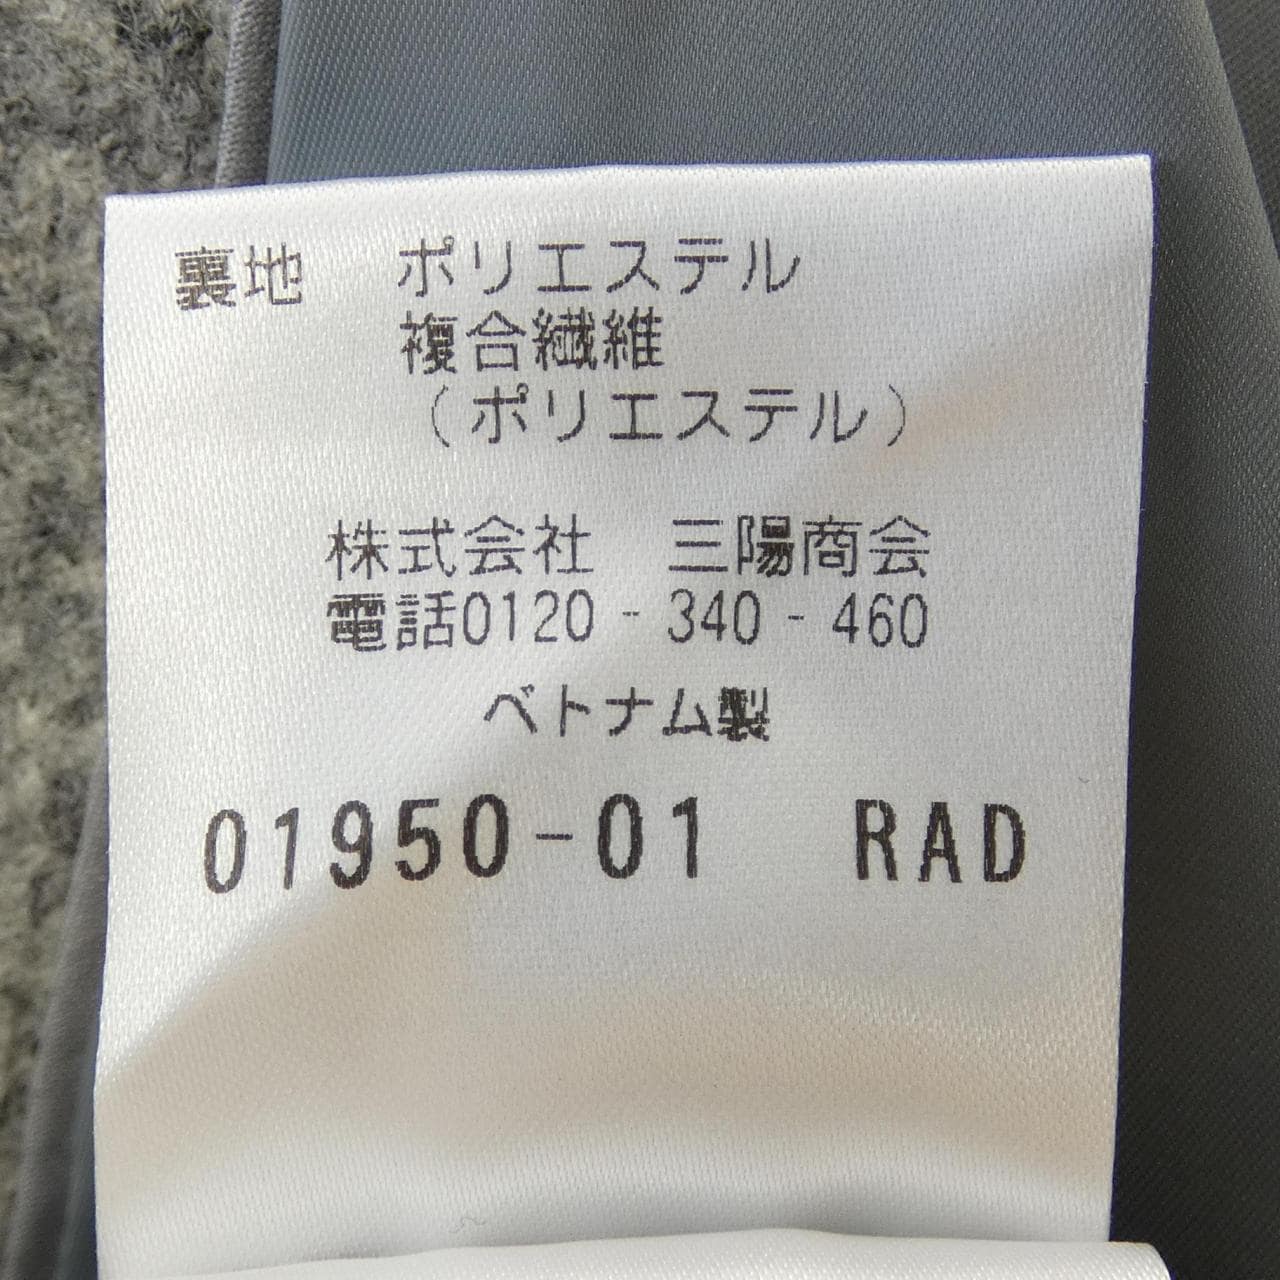 裏地 ポリエステル
複合繊維
(ポリエステル)
株式会社 三陽商会
電話0120-340-460
ベトナム製
01950-01 RAD